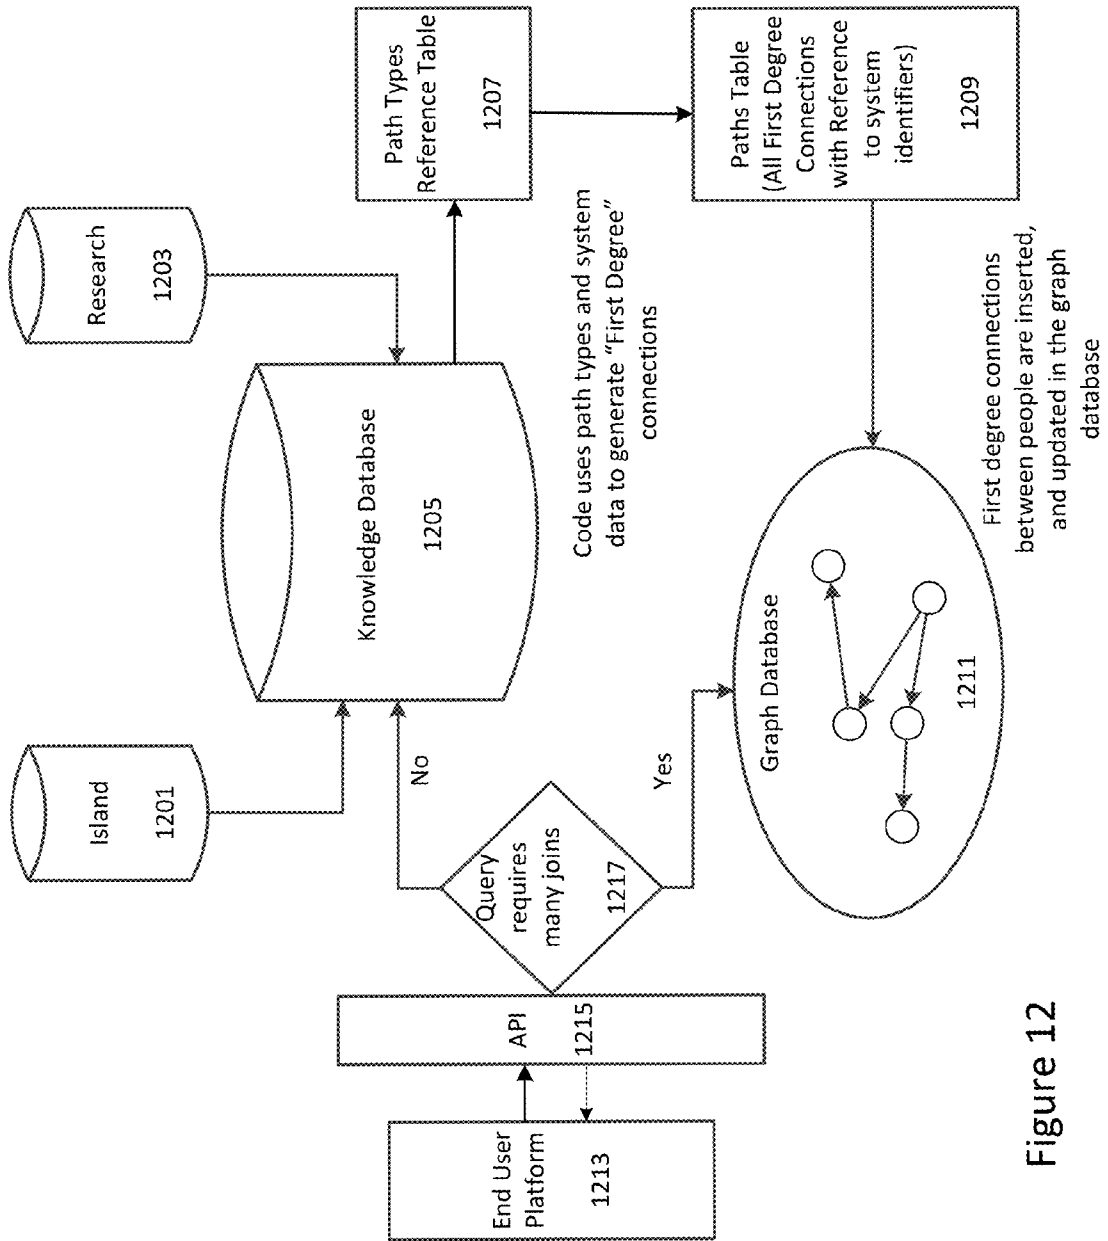 Island
1201
Research
1203
Knowledge Database
1205
Path Types
Reference Table
1207
Code uses path types and system
data to generate “First Degree”
connections
No
Query
requires
many joins
1217
Yes
API
1215
End User
Platform
1213
Graph Database
1211
Paths Table
(All First Degree
Connections
with Reference
to system
identifiers)
1209
First degree connections
between people are inserted,
and updated in the graph
database
Figure 12